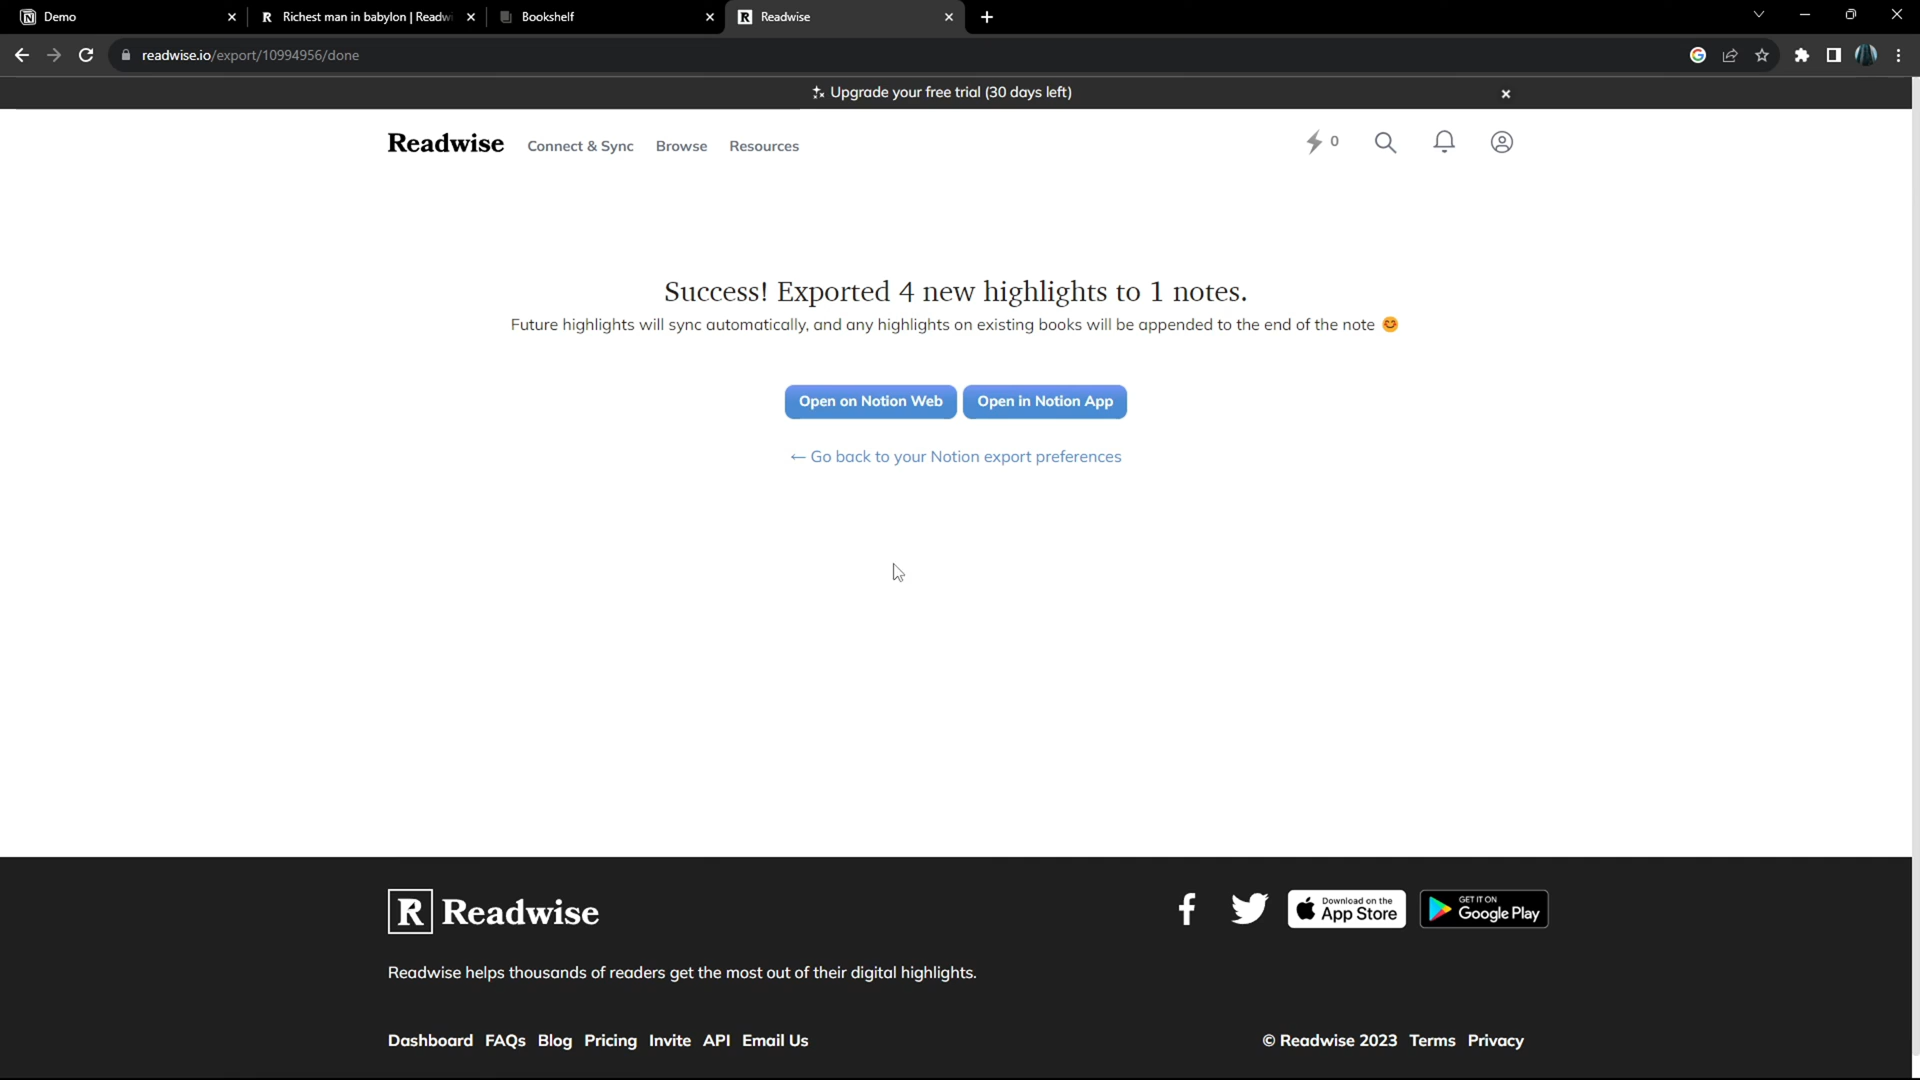 Demo
Richest man in babylon | Readwi
Bookshelf
Readwise
readwise.io/export/10994956/done
Upgrade your free trial (30 days left)
Readwise Connect & Sync Browse Resources 0
Success! Exported 4 new highlights to 1 notes.
Future highlights will sync automatically, and any highlights on existing books will be appended to the end of the note 😊
Open on Notion Web Open in Notion App
← Go back to your Notion export preferences
R Readwise
Download on the
App Store
GET IT ON
Google Play
Readwise helps thousands of readers get the most out of their digital highlights.
Dashboard FAQs Blog Pricing Invite API Email Us
© Readwise 2023 Terms Privacy